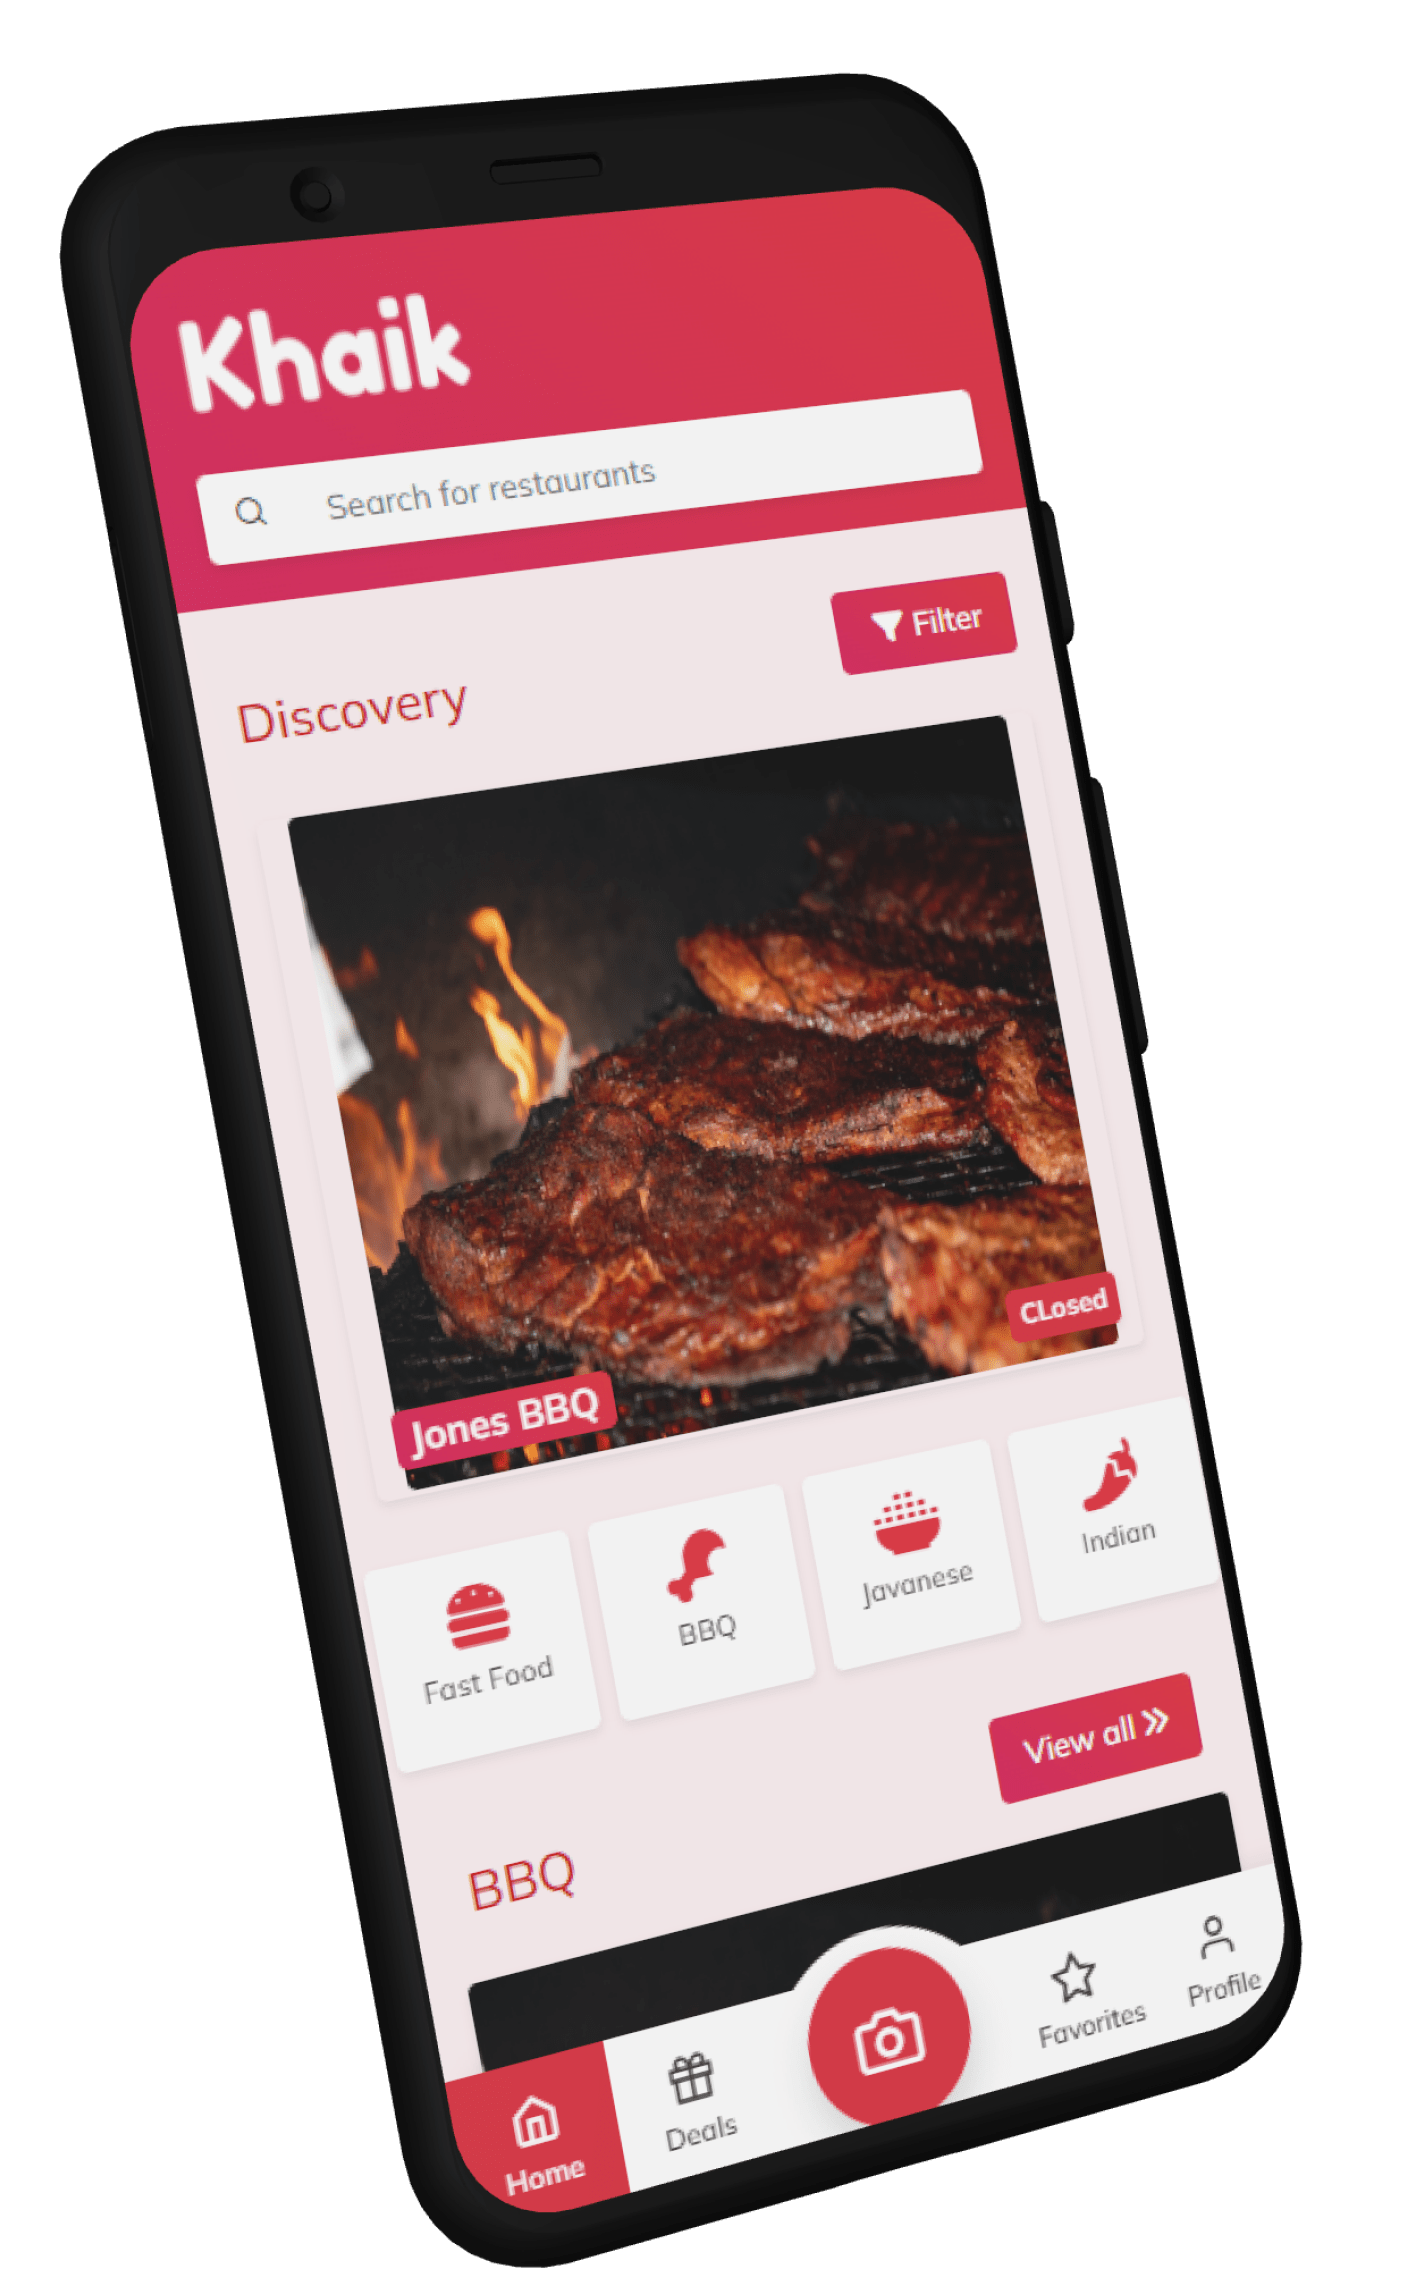 Khaik
Search for restaurants
Filter
Discovery
CLosed
Jones BBQ
Fast Food
BBQ
Javanese
Indian
View all
BBQ
Home
Deals
Favorites
Profile